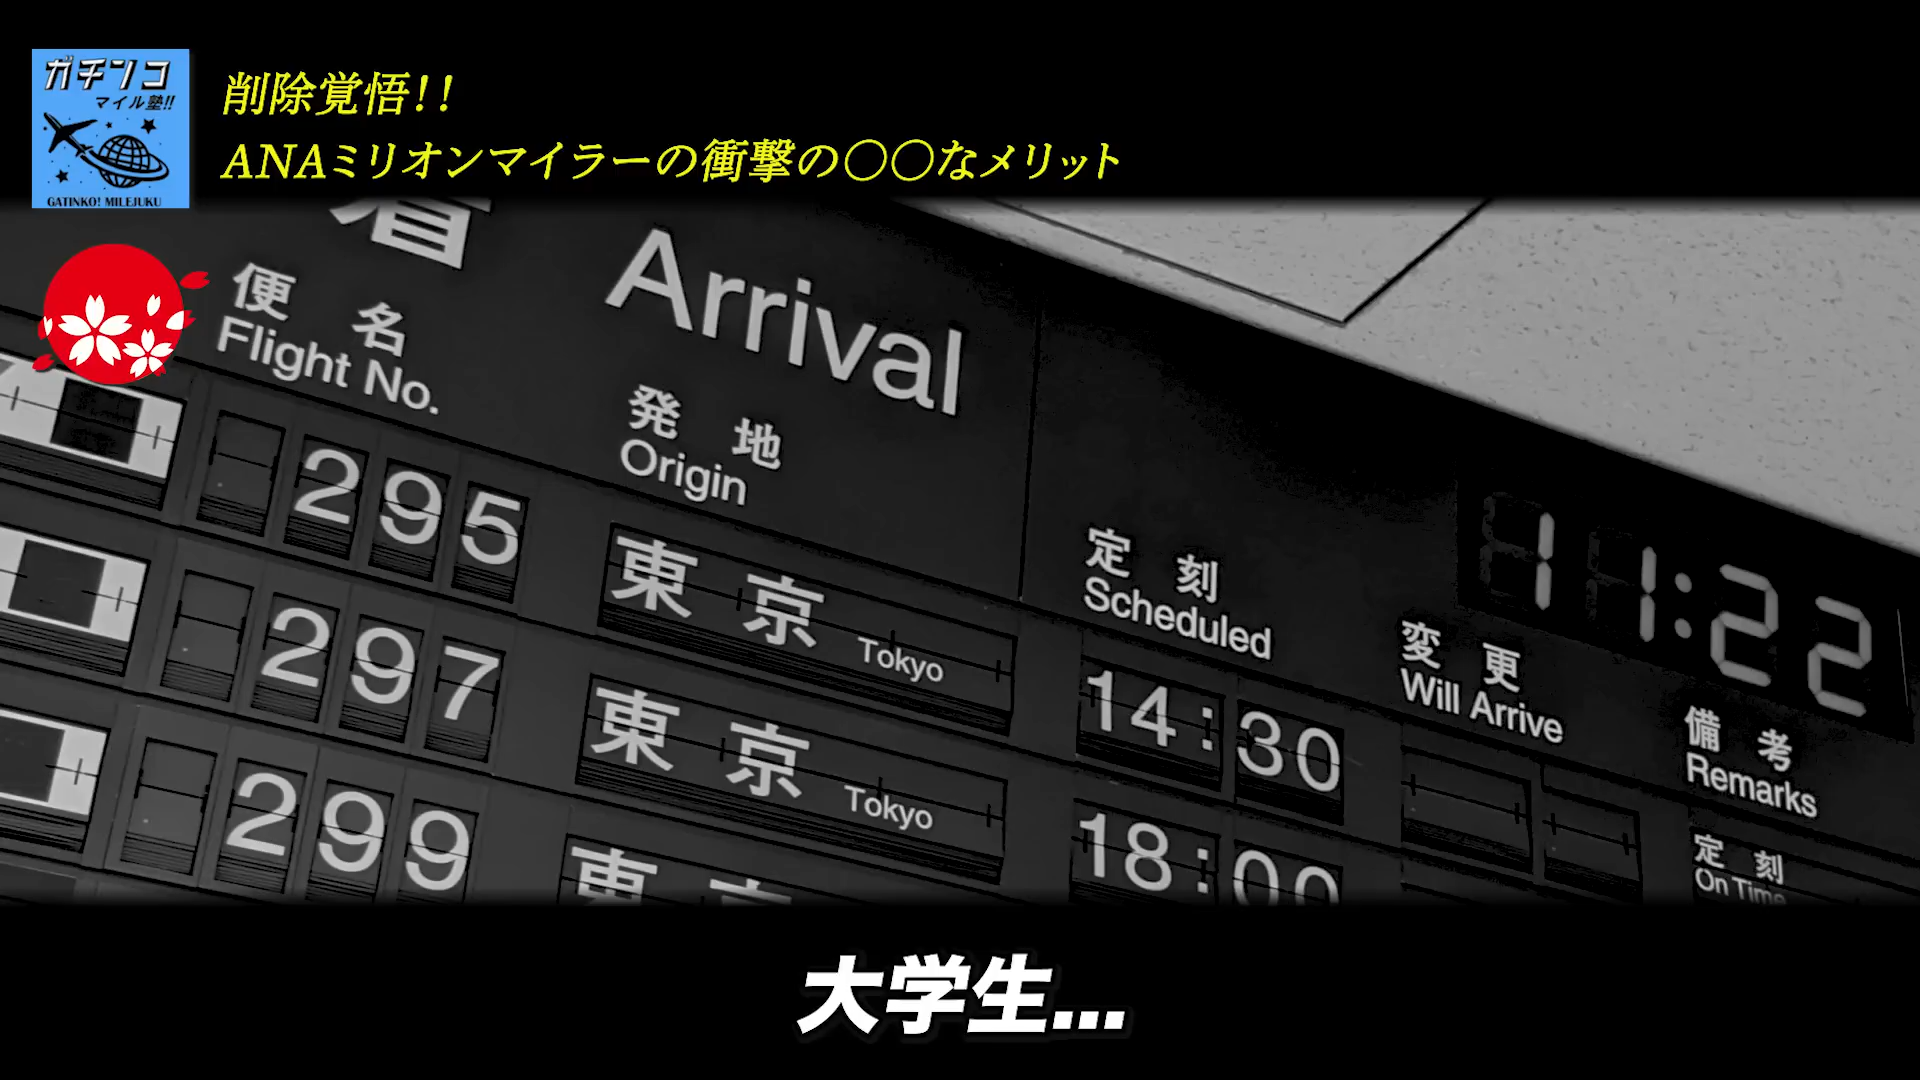 ガチンコ
マイル塾!!
GATINKO! MILEJUKU
削除覚悟!!
ANAミリオンマイラーの衝撃の〇〇なメリット
着 Arrival
便名
Flight No.
発地
Origin
定刻
Scheduled
変更
Will Arrive
備考
Remarks
11:22
295 東京 Tokyo 14:30 定刻 On Time
297 東京 Tokyo 18:00
299 東京
大学生...